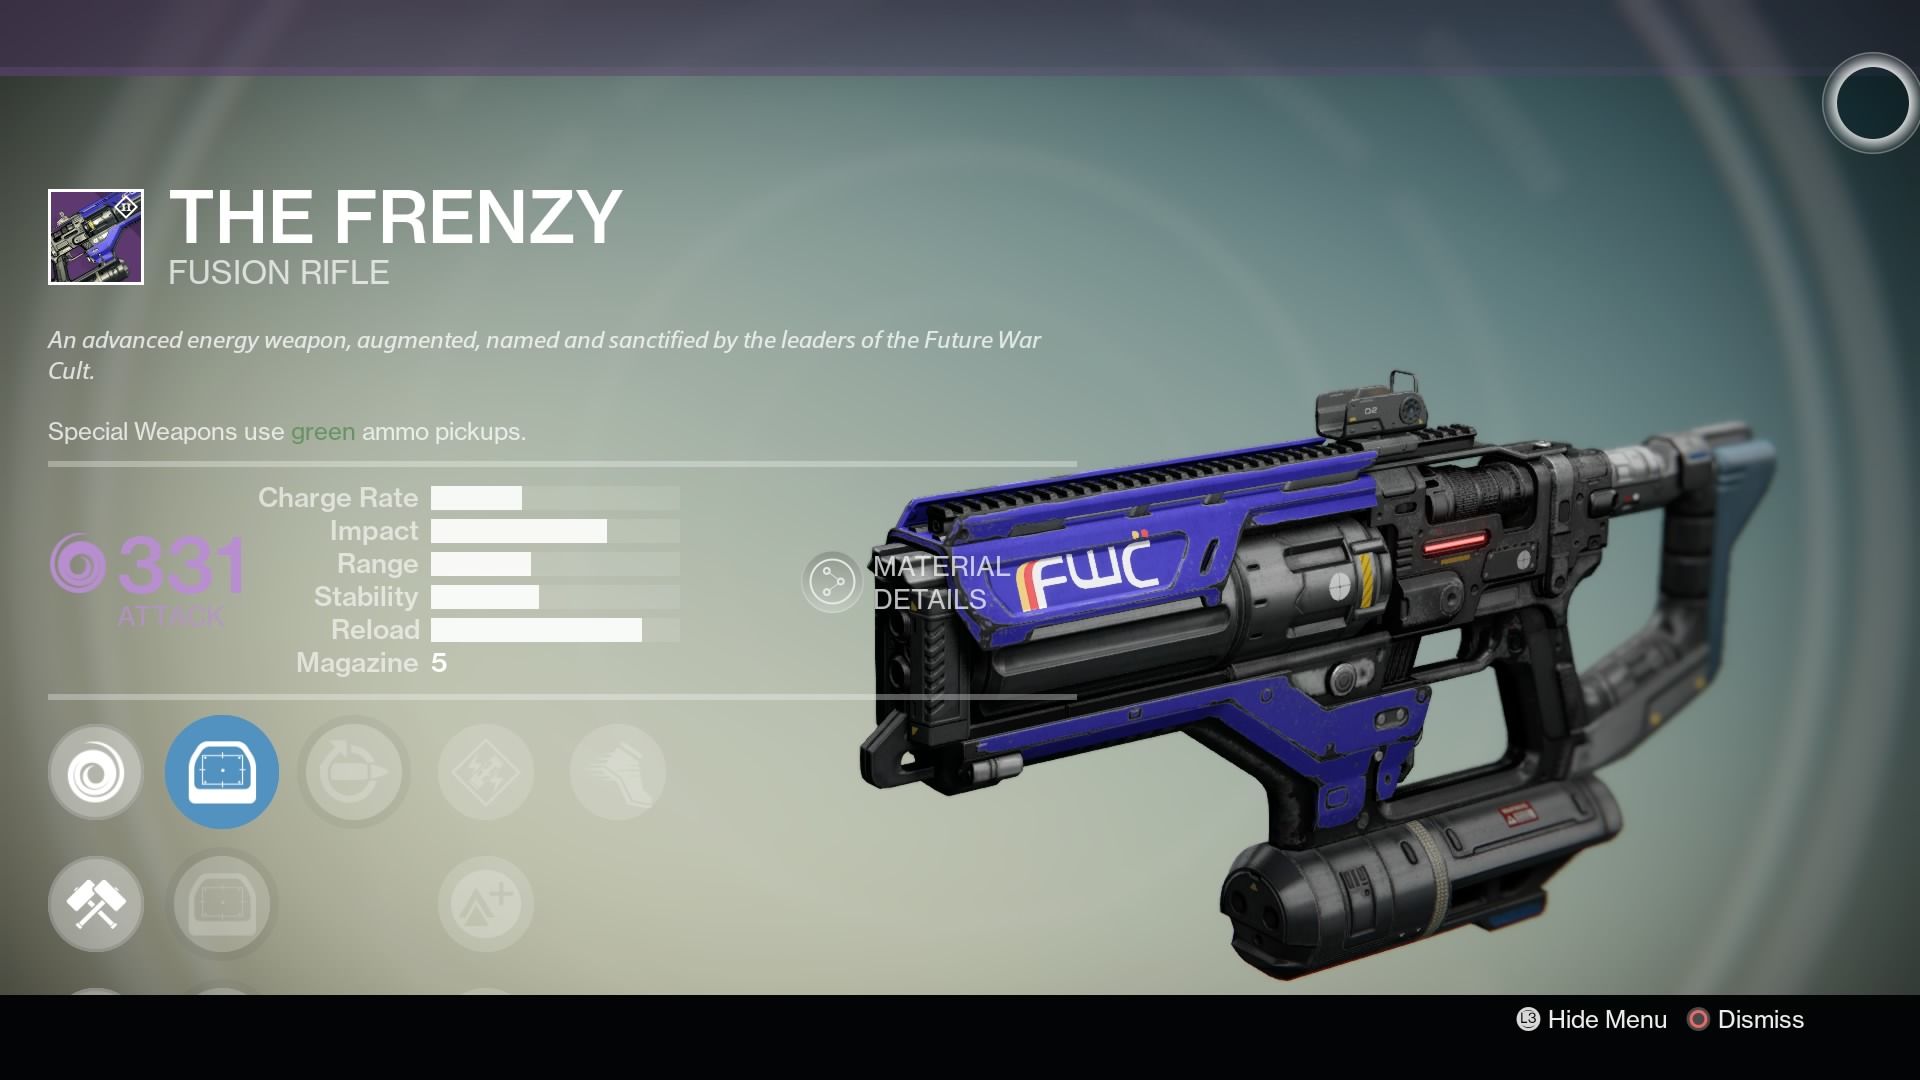 THE FRENZY
FUSION RIFLE
An advanced energy weapon, augmented, named and sanctified by the leaders of the Future War
Cult.
Special Weapons use green ammo pickups.
331
ATTACK
Charge Rate
Impact
Range
Stability
Reload
Magazine 5
MATERIAL
DETAILS
FWC
02
L3 Hide Menu
Dismiss